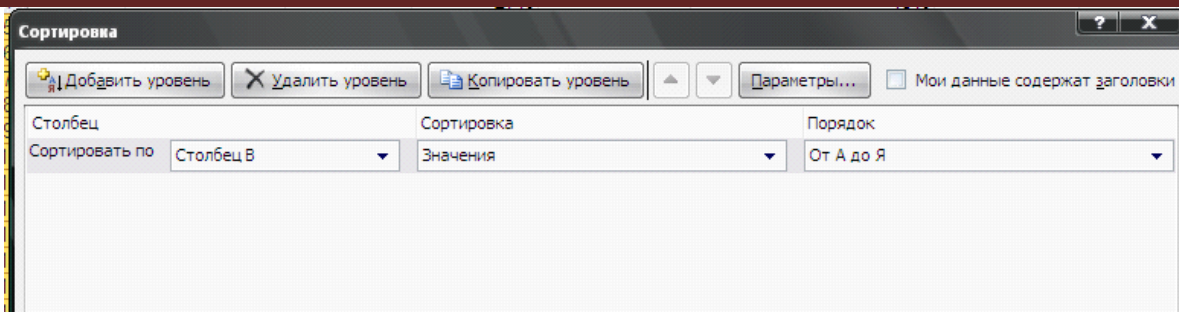 Сортировка
? X
Добавить уровень Удалить уровень Копировать уровень Параметры... Мои данные содержат заголовки
Столбец Сортировка Порядок
Сортировать по Столбец B Значения От А до Я